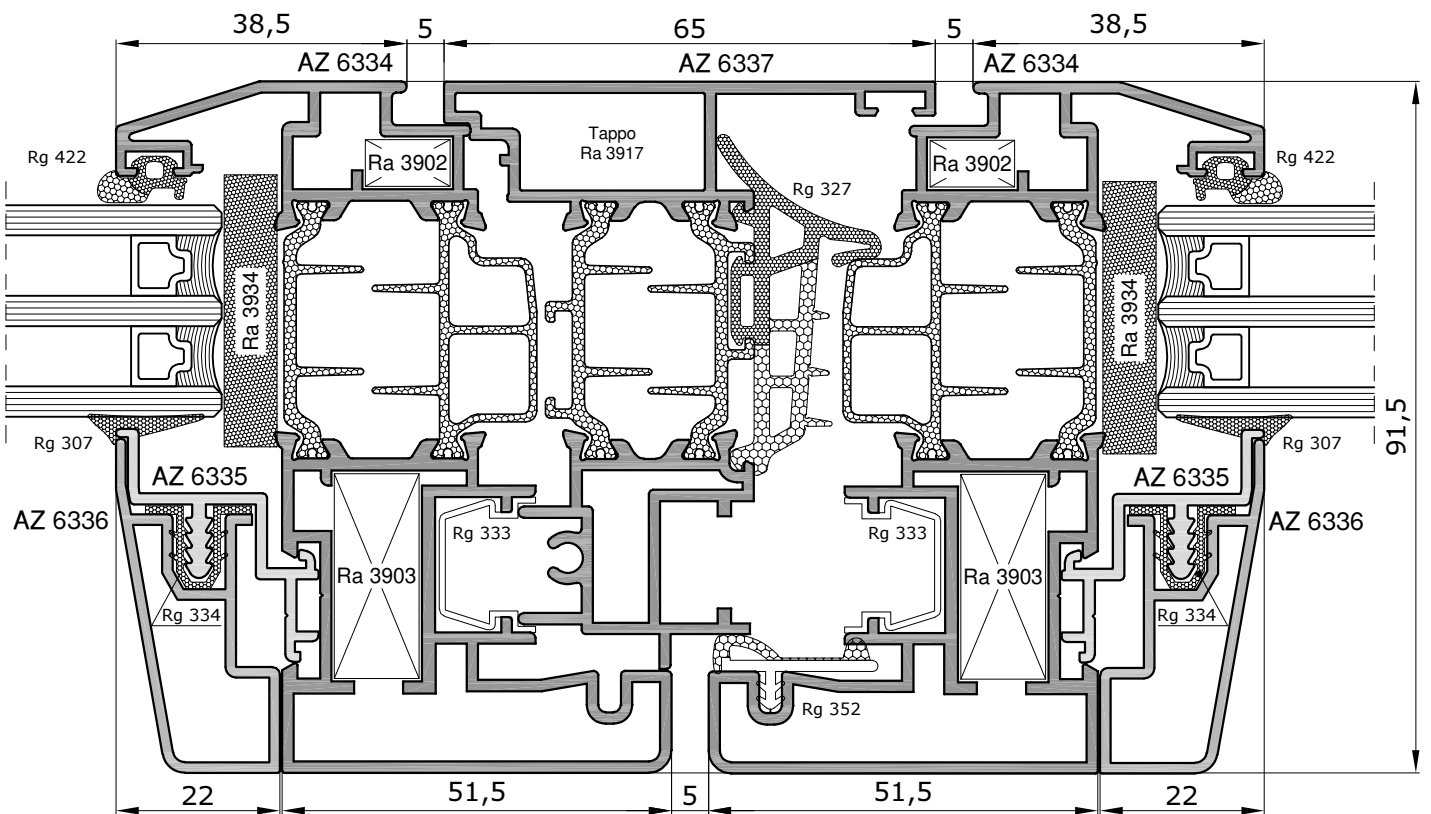 38,5
5
65
5
38,5
AZ 6334
AZ 6337
AZ 6334
Tappo
Ra 3917
Ra 3902
Ra 3902
Rg 422
Rg 422
Rg 327
Ra 3934
Ra 3934
91,5
Rg 307
Rg 307
AZ 6335
AZ 6335
AZ 6336
AZ 6336
Rg 333
Rg 333
Ra 3903
Ra 3903
Rg 334
Rg 334
Rg 352
22
51,5
5
51,5
22